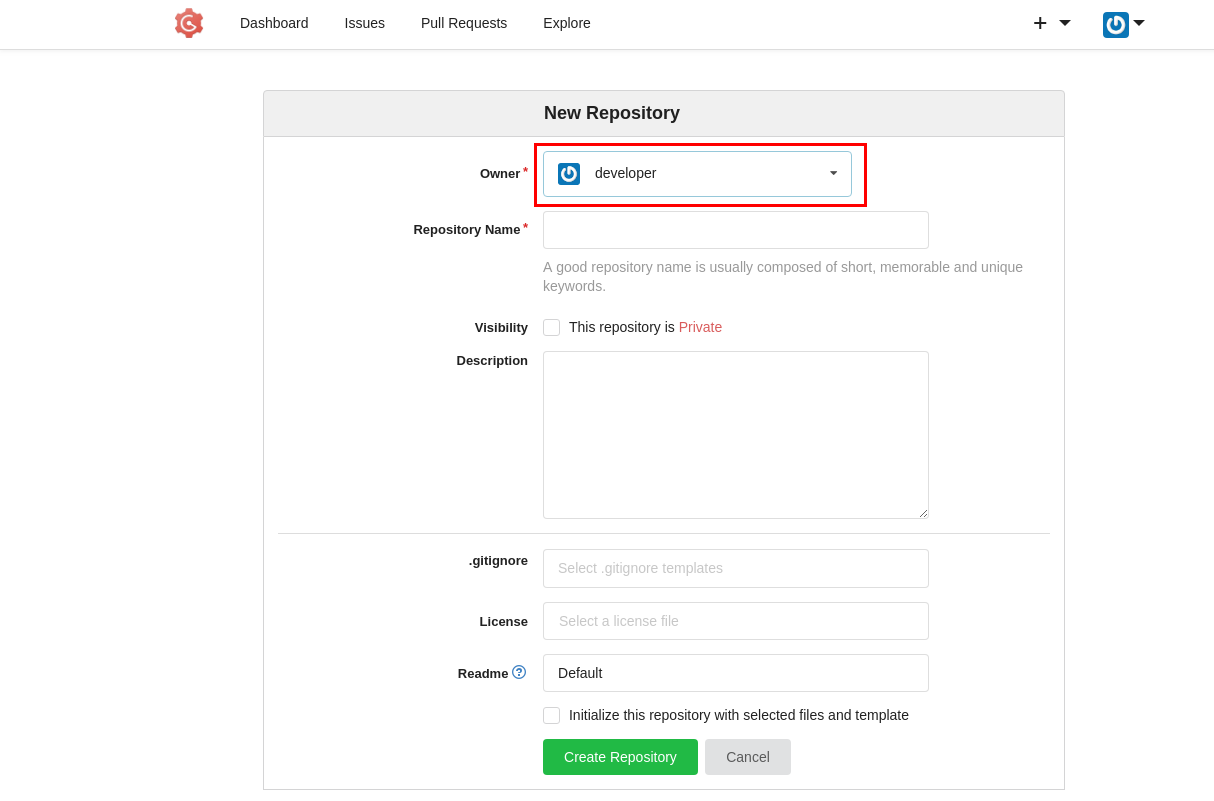 Dashboard Issues Pull Requests Explore
New Repository
Owner* developer
Repository Name*
A good repository name is usually composed of short, memorable and unique
keywords.
Visibility This repository is Private
Description
.gitignore Select .gitignore templates
License Select a license file
Readme Default
Initialize this repository with selected files and template
Create Repository Cancel